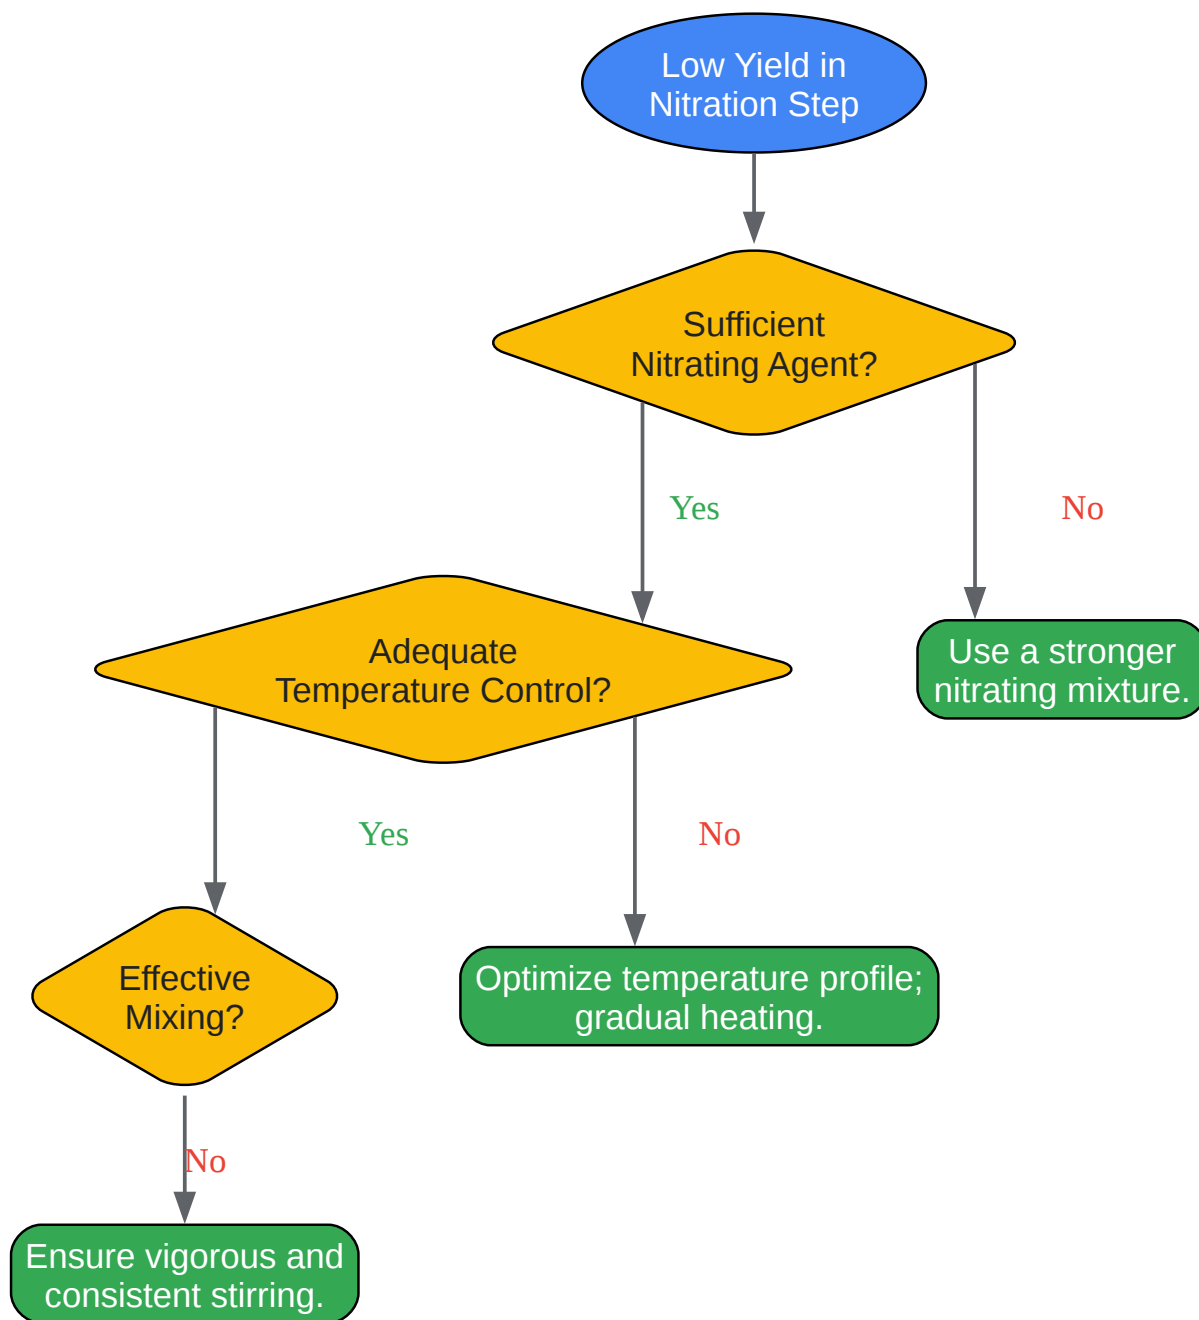 Low Yield in
Nitration Step
Sufficient
Nitrating Agent?
Yes
No
Adequate
Temperature Control?
Use a stronger
nitrating mixture.
Yes
No
Effective
Mixing?
Optimize temperature profile;
gradual heating.
No
Ensure vigorous and
consistent stirring.